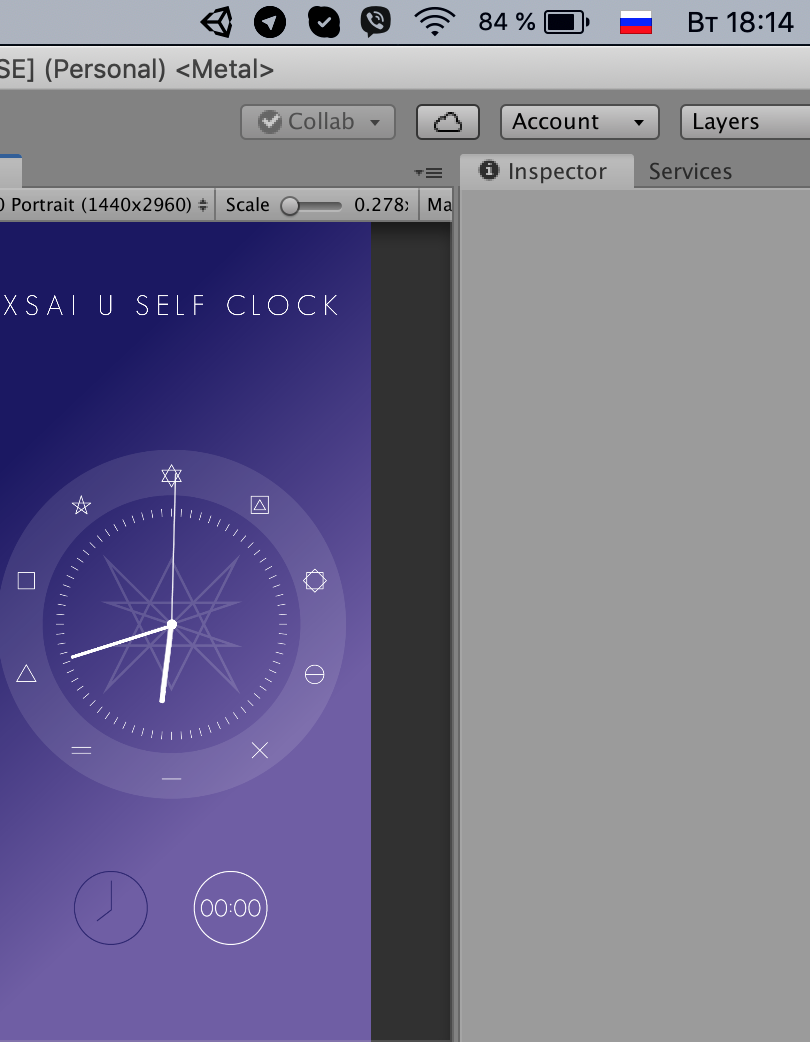 84 %
Вт 18:14
SE] (Personal) <Metal>
Collab
Account
Layers
Inspector
Services
0 Portrait (1440x2960)
Scale
0.278:
Ma
XSAI U SELF CLOCK
00:00